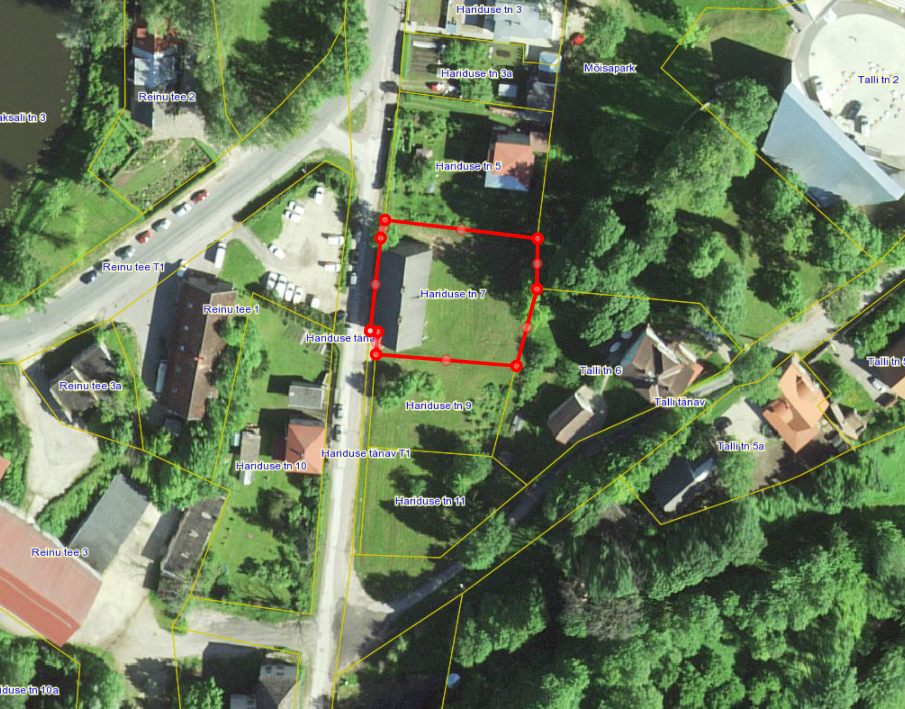 Hariduse tn 3
Hariduse tn 3a
Mõisapark
Talli tn 2
Reinu tee 2
aksali tn 3
Hariduse tn 5
Reinu tee T1
Hariduse tn 7
Reinu tee 1
Hariduse täna
Talli tn 5
Talli tn 6
Reinu tee 3a
Talli tänav
Hariduse tn 9
Talli tn 5a
Hariduse tänav T1
Hariduse tn 10
Hariduse tn 11
Reinu tee 3
iduse tn 10a